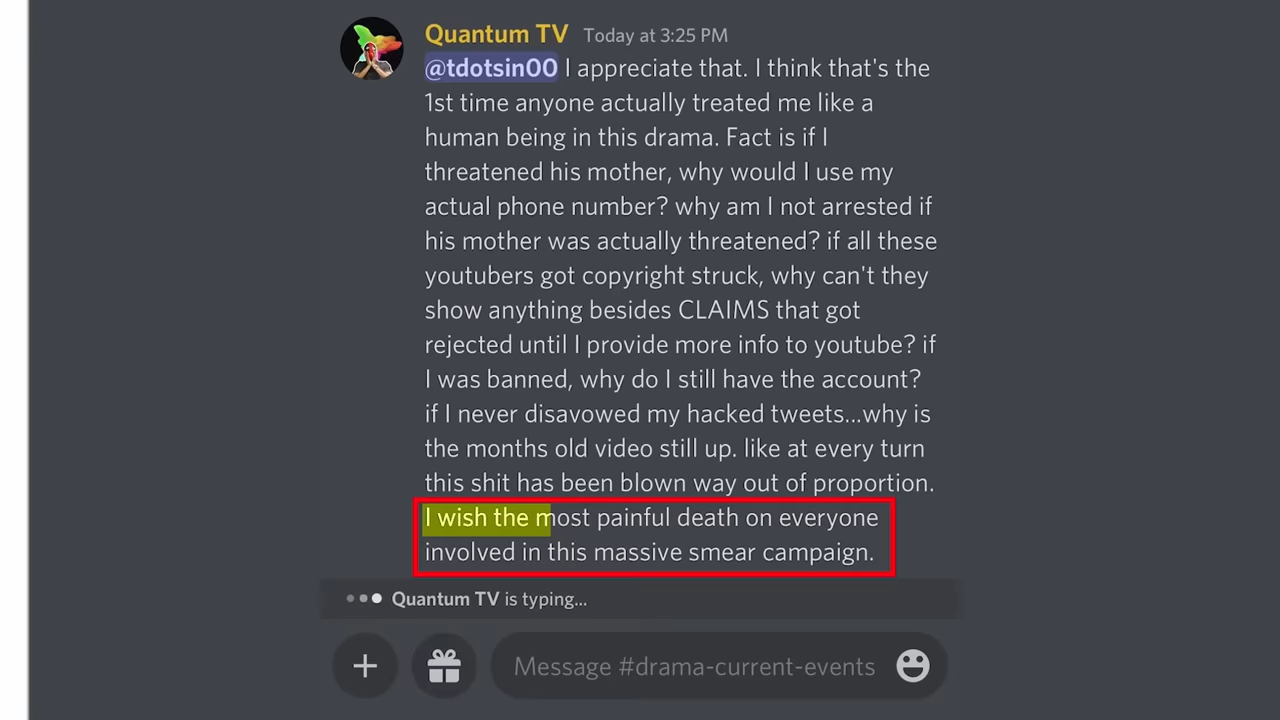 Quantum TV Today at 3:25 PM
@tdotsin00 I appreciate that. I think that's the
1st time anyone actually treated me like a
human being in this drama. Fact is if I
threatened his mother, why would I use my
actual phone number? why am I not arrested if
his mother was actually threatened? if all these
youtubers got copyright struck, why can't they
show anything besides CLAIMS that got
rejected until I provide more info to youtube? if
I was banned, why do I still have the account?
if I never disavowed my hacked tweets...why is
the months old video still up. like at every turn
this shit has been blown way out of proportion.
I wish the most painful death on everyone
involved in this massive smear campaign.
Quantum TV is typing...
Message #drama-current-events